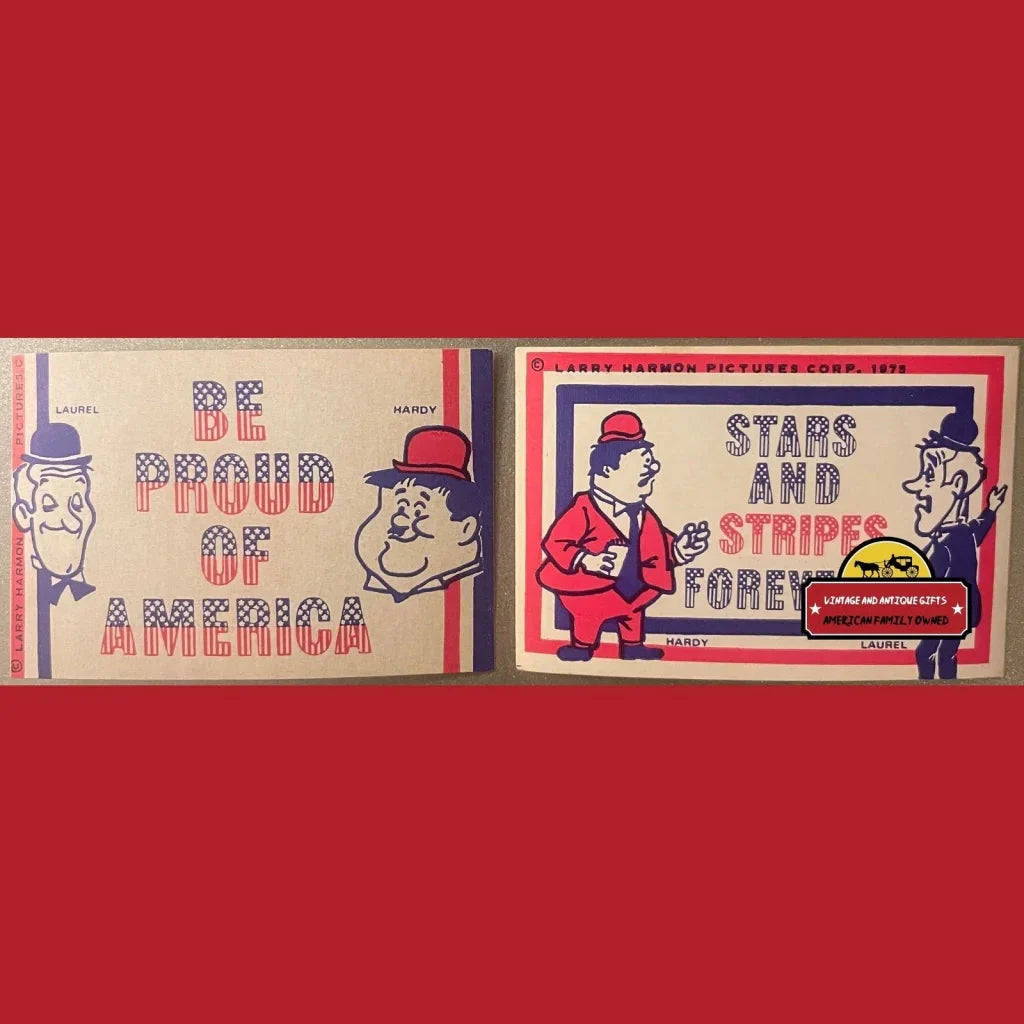 © LARRY HARMON PICTURES C
LAUREL
HARDY
BE
PROUD
OF
AMERICA
© LARRY HARMON PICTURES CORP. 1975
STARS
AND
STRIPES
FOREV
HARDY
LAUREL
VINTAGE AND ANTIQUE GIFTS
AMERICAN FAMILY OWNED